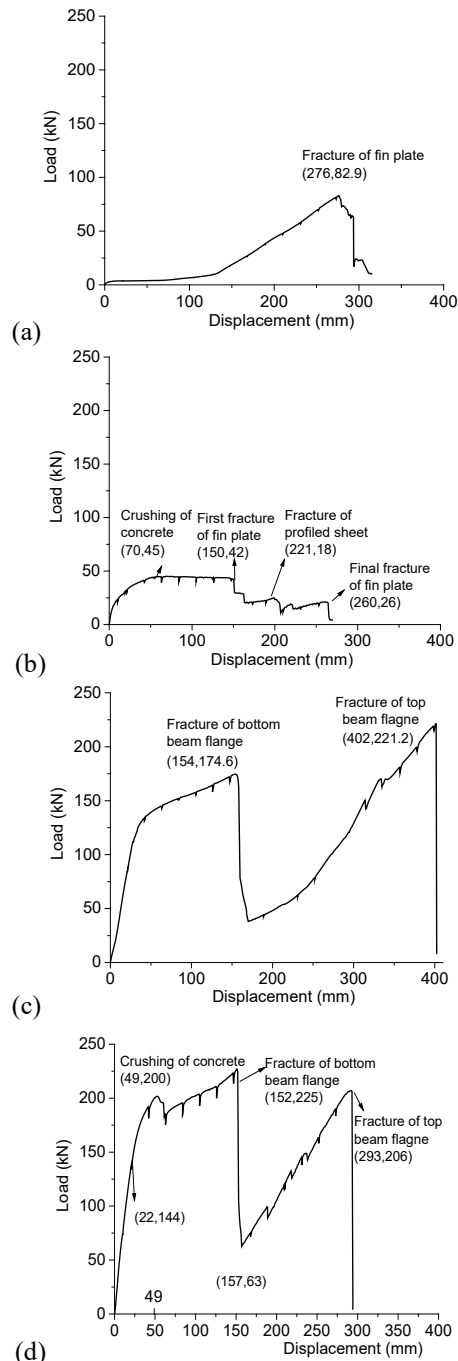 250
200
150
100
50
0
Load (kN)
Fracture of fin plate
(276,82.9)
0 100 200 300 400
Displacement (mm)
(a)
250
200
150
100
50
0
Load (kN)
Crushing of
concrete
(70,45)
First fracture
of fin plate
(150,42)
Fracture of
profiled sheet
(221,18)
Final fracture
of fin plate
(260,26)
0 100 200 300 400
Displacement (mm)
(b)
250
200
150
100
50
0
Load (kN)
Fracture of bottom
beam flange
(154,174.6)
Fracture of top
beam flagne
(402,221.2)
0 100 200 300 400
Displacement (mm)
(c)
250
200
150
100
50
0
Load (kN)
Crushing of concrete
(49,200)
Fracture of bottom
beam flange
(152,225)
Fracture of top
beam flagne
(293,206)
(22,144)
(157,63)
49
0 50 100 150 200 250 300 350 400
Displacement (mm)
(d)